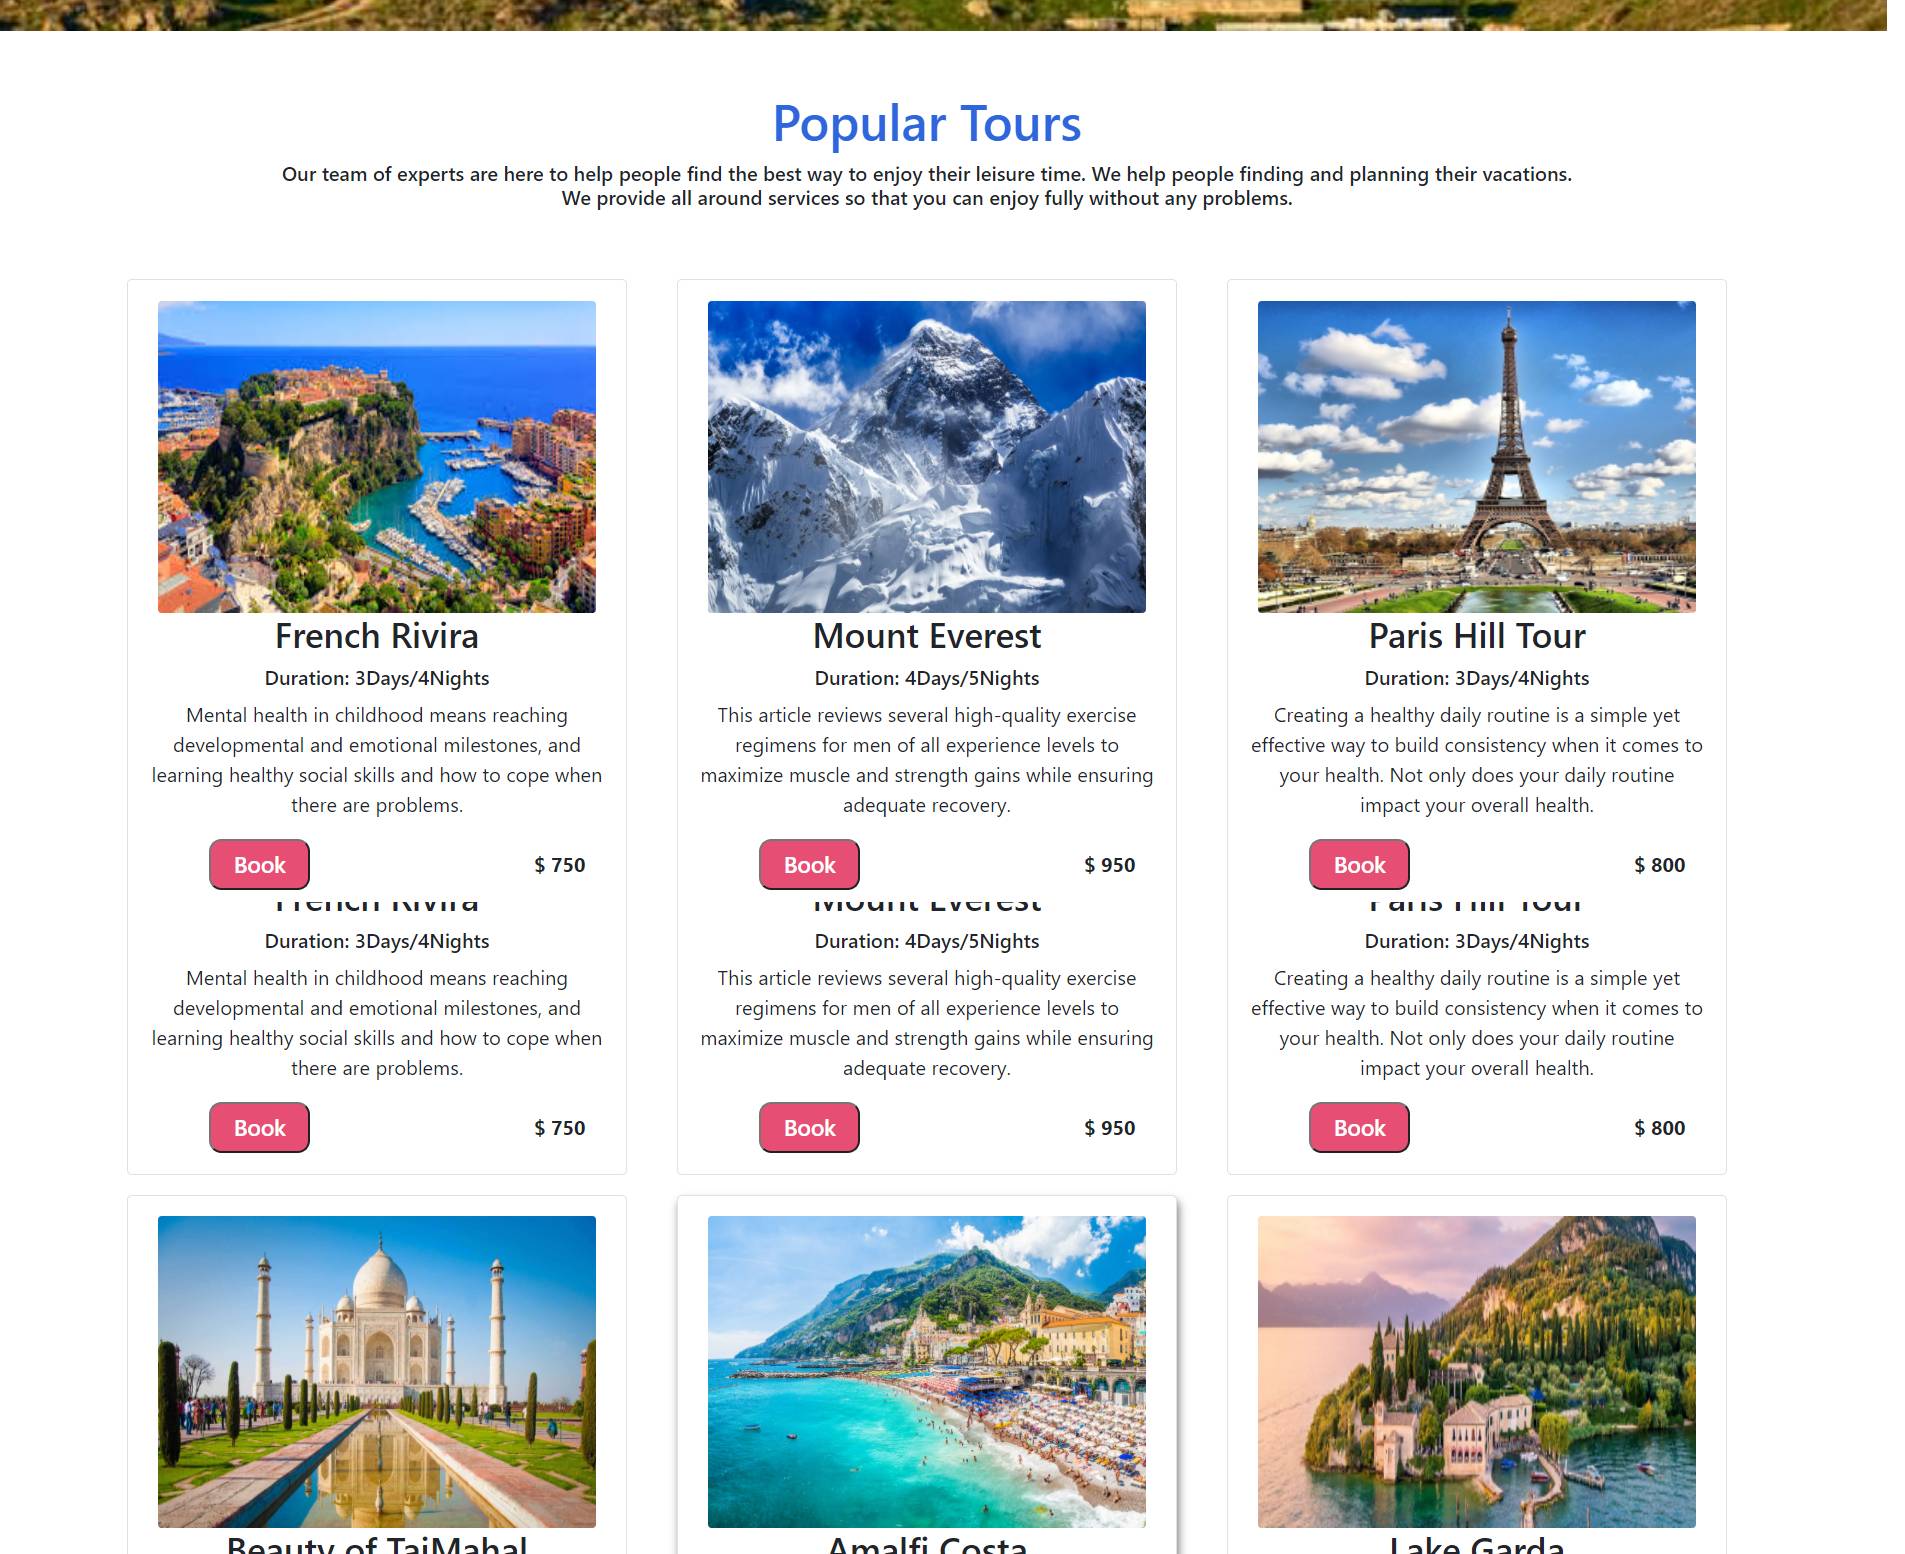 Popular Tours
Our team of experts are here to help people find the best way to enjoy their leisure time. We help people finding and planning their vacations.
We provide all around services so that you can enjoy fully without any problems.
French Rivira
Duration: 3Days/4Nights
Mental health in childhood means reaching
developmental and emotional milestones, and
learning healthy social skills and how to cope when
there are problems.
Book
$ 750
Mount Everest
Duration: 4Days/5Nights
This article reviews several high-quality exercise
regimens for men of all experience levels to
maximize muscle and strength gains while ensuring
adequate recovery.
Book
$ 950
Paris Hill Tour
Duration: 3Days/4Nights
Creating a healthy daily routine is a simple yet
effective way to build consistency when it comes to
your health. Not only does your daily routine
impact your overall health.
Book
$ 800
French Rivira
Duration: 3Days/4Nights
Mental health in childhood means reaching
developmental and emotional milestones, and
learning healthy social skills and how to cope when
there are problems.
Book
$ 750
Mount Everest
Duration: 4Days/5Nights
This article reviews several high-quality exercise
regimens for men of all experience levels to
maximize muscle and strength gains while ensuring
adequate recovery.
Book
$ 950
Paris Hill Tour
Duration: 3Days/4Nights
Creating a healthy daily routine is a simple yet
effective way to build consistency when it comes to
your health. Not only does your daily routine
impact your overall health.
Book
$ 800
Beauty of TajMahal
Amalfi Costa
Lake Garda